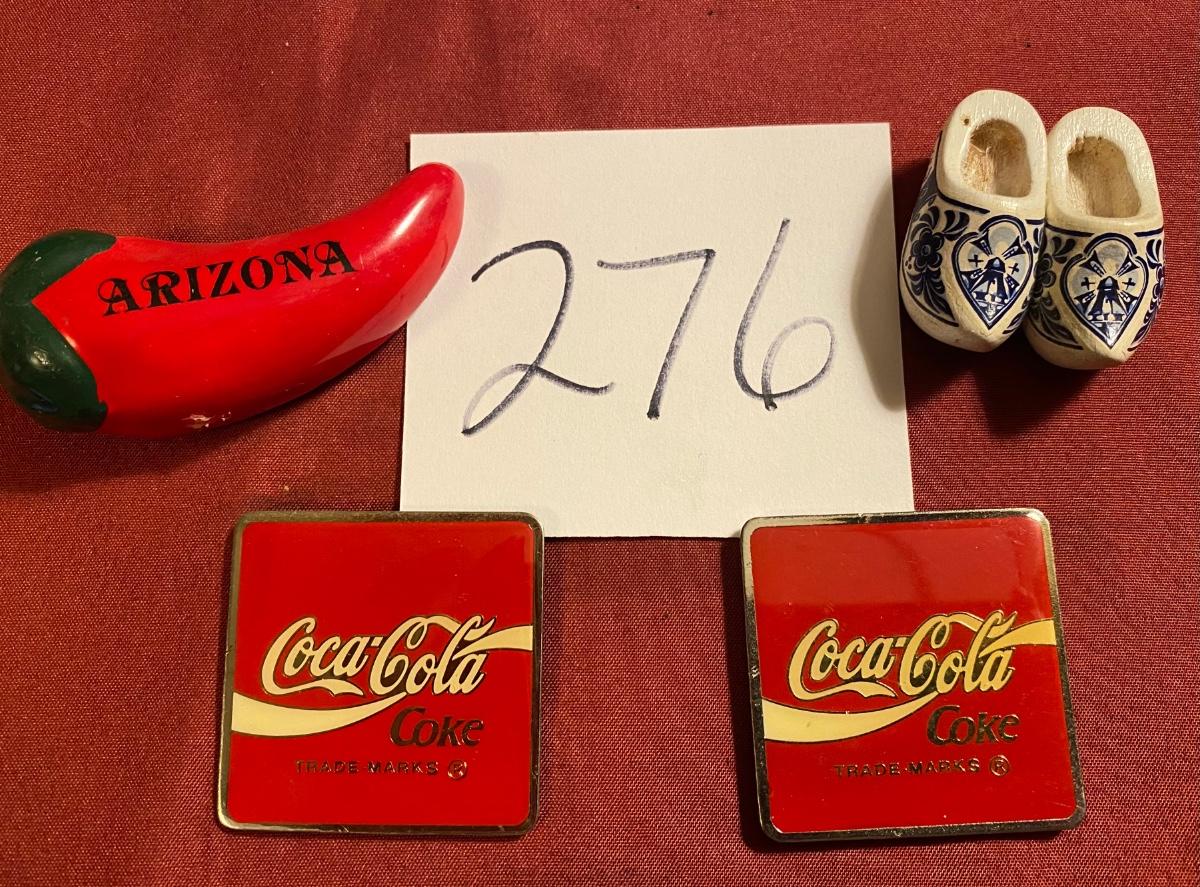 ARIZONA
276
Coca-Cola
Coke
TRADE-MARKS ®
Coca-Cola
Coke
TRADE-MARKS ®